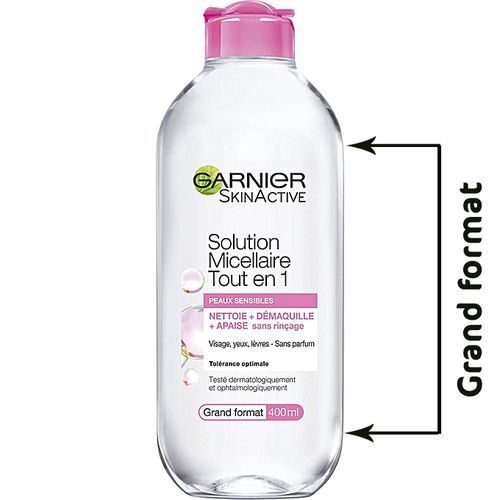 GARNIER
SKINACTIVE
Solution
Micellaire
Tout en 1
PEAUX SENSIBLES
NETTOIE + DÉMAQUILLE
+ APAISE sans rinçage
Visage, yeux, lèvres - Sans parfum
Tolérance optimale
Testé dermatologiquement
et ophtalmologiquement
Grand format 400ml
Grand format